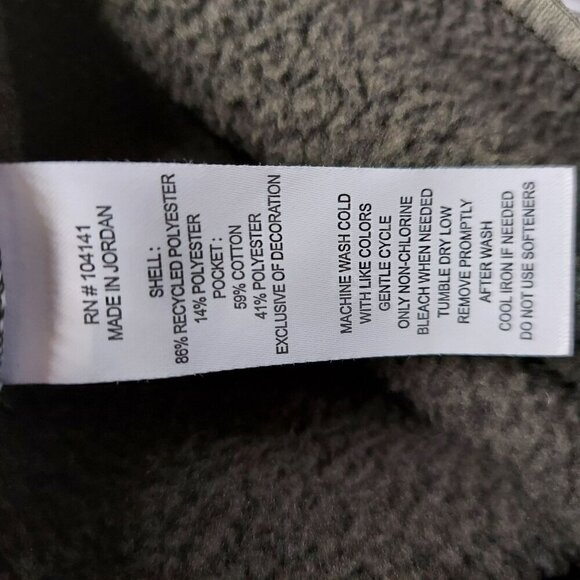 RN # 104141
MADE IN JORDAN
SHELL :
86% RECYCLED POLYESTER
14% POLYESTER
POCKET :
59% COTTON
41% POLYESTER
EXCLUSIVE OF DECORATION
MACHINE WASH COLD
WITH LIKE COLORS
GENTLE CYCLE
ONLY NON-CHLORINE
BLEACH WHEN NEEDED
TUMBLE DRY LOW
REMOVE PROMPTLY
AFTER WASH
COOL IRON IF NEEDED
DO NOT USE SOFTENERS